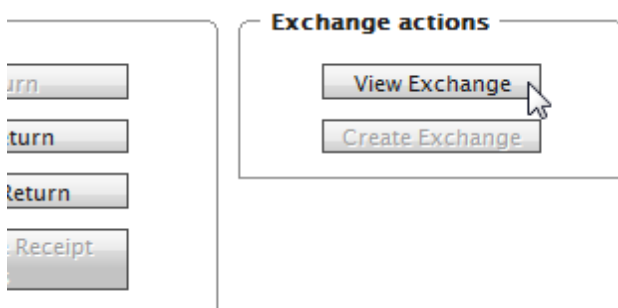 Exchange actions
View Exchange
Create Exchange
Return
Receipt